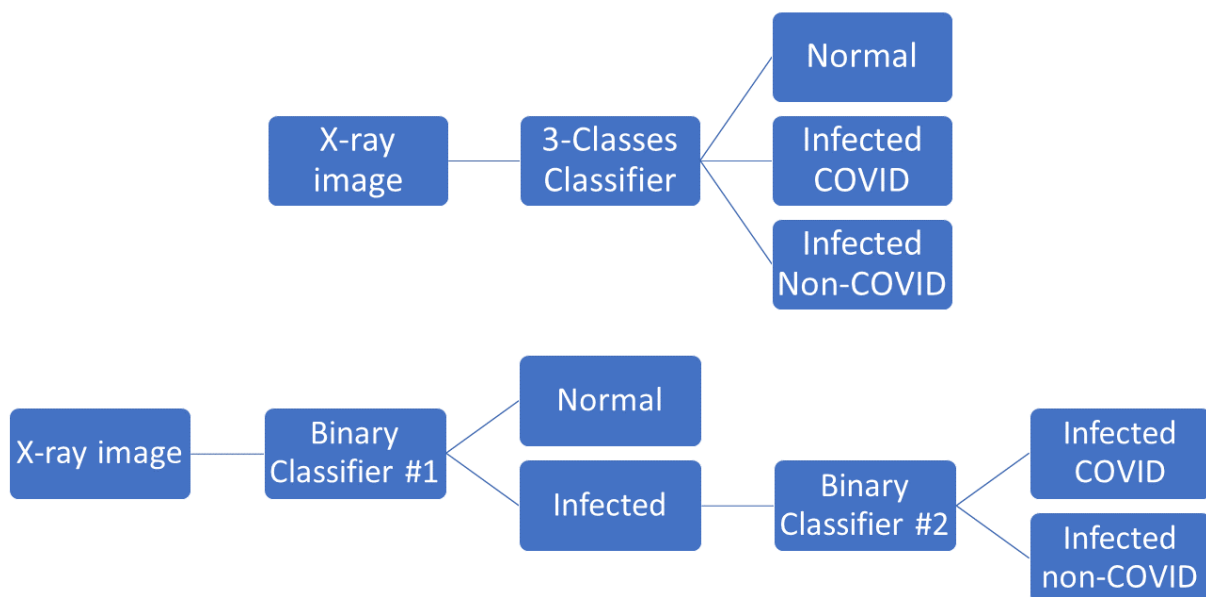 X-ray
image
3-Classes
Classifier
Normal
Infected
COVID
Infected
Non-COVID
X-ray image
Binary
Classifier #1
Normal
Infected
Binary
Classifier #2
Infected
COVID
Infected
non-COVID